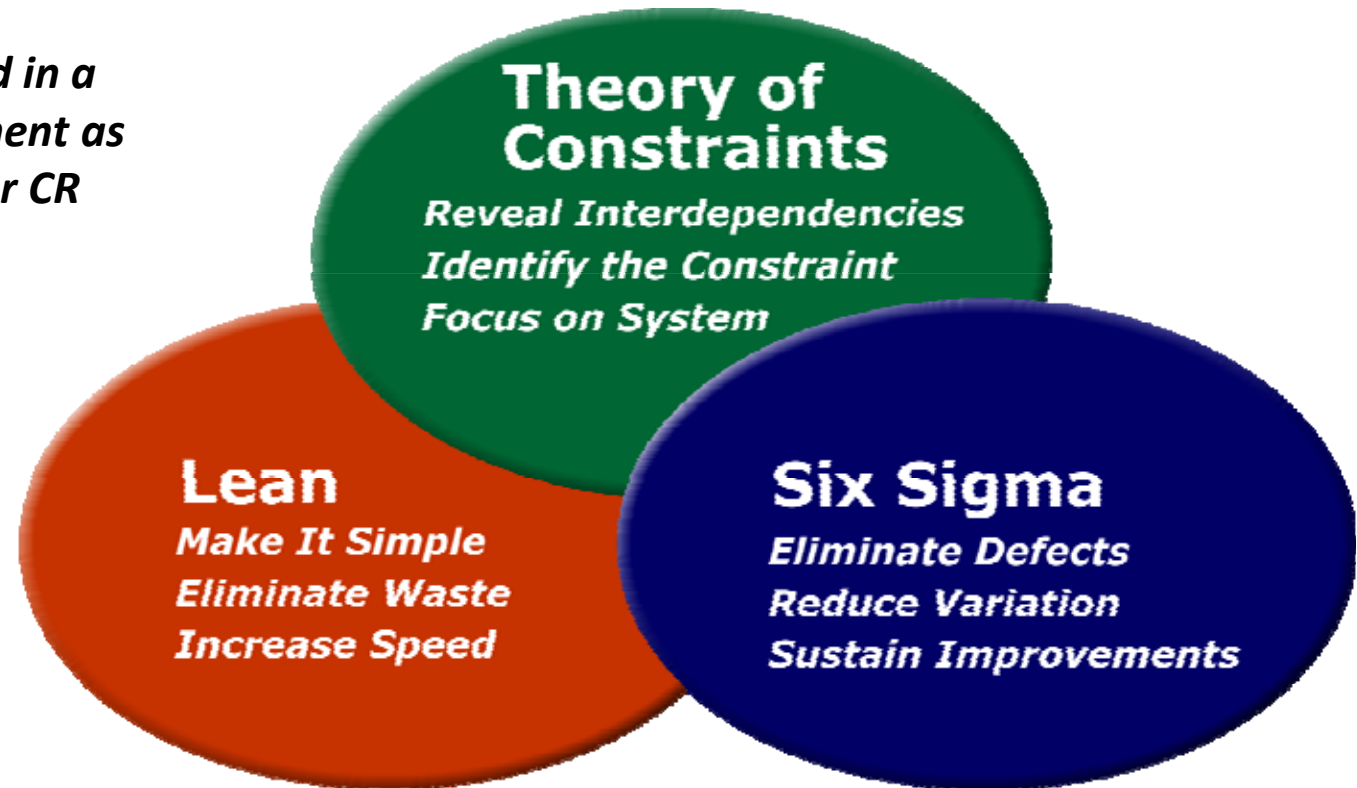 d in a
ent as
r CR
Theory of
Constraints
Reveal Interdependencies
Identify the Constraint
Focus on System
Lean
Make It Simple
Eliminate Waste
Increase Speed
Six Sigma
Eliminate Defects
Reduce Variation
Sustain Improvements